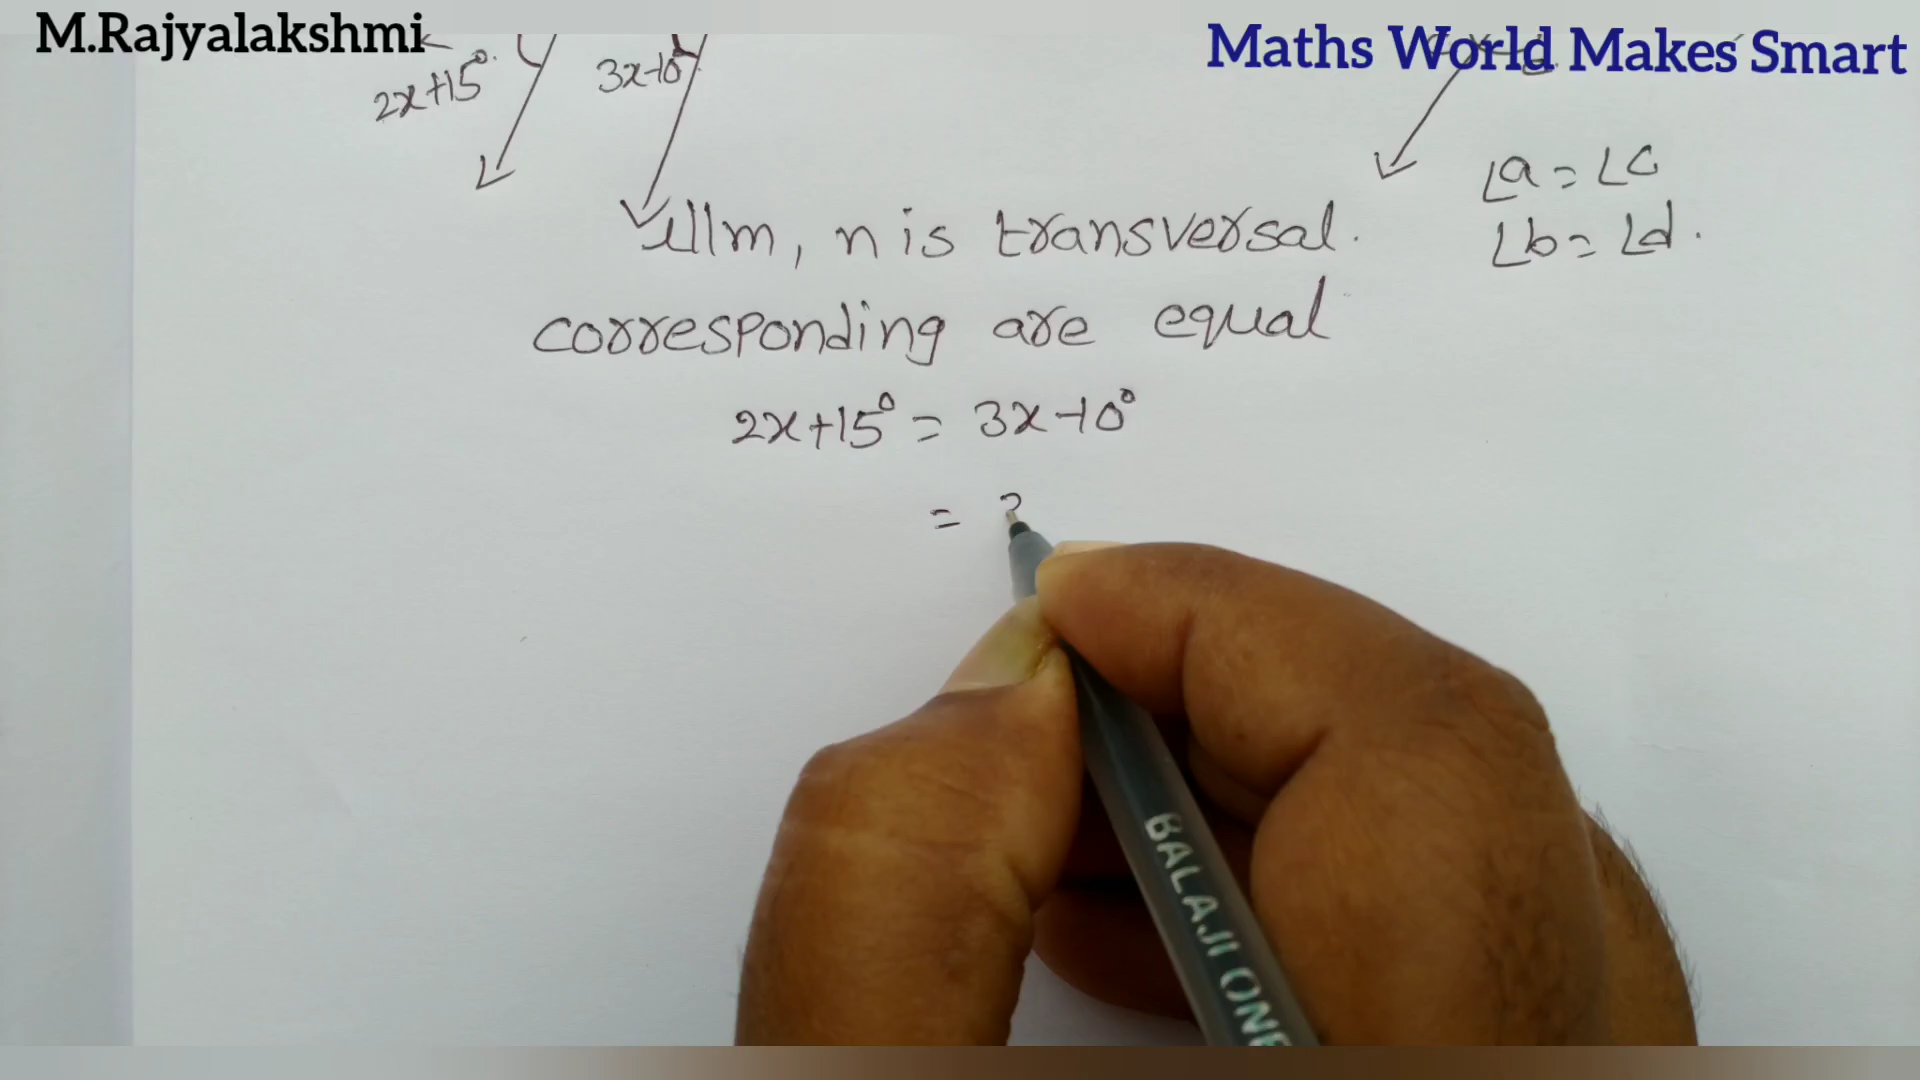 M.Rajyalakshmi
Maths World Makes Smart
2x+15°
3x-10°
∠a = ∠c
∠b = ∠d.
l||m, n is transversal.
corresponding are equal
2x+15° = 3x-10°
=
BALAJI ONE